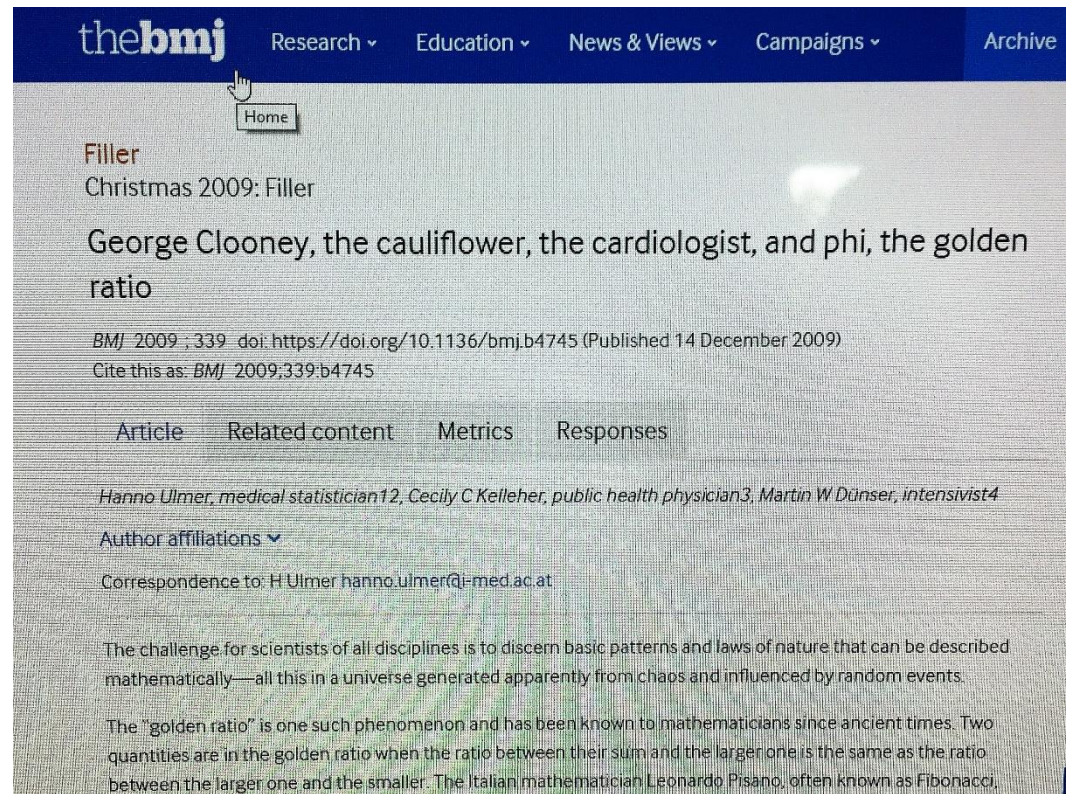 thebmj Research Education News & Views Campaigns Archive
Home
Filler
Christmas 2009: Filler
George Clooney, the cauliflower, the cardiologist, and phi, the golden
ratio
BMJ 2009 ; 339 doi: https://doi.org/10.1136/bmj.b4745 (Published 14 December 2009)
Cite this as: BMJ 2009;339:b4745
Article Related content Metrics Responses
Hanno Ulmer, medical statistician12, Cecily C Kelleher, public health physician3, Martin W Dünser, intensivist4
Author affiliations
Correspondence to: H Ulmer hanno.ulmer@i-med.ac.at
The challenge for scientists of all disciplines is to discern basic patterns and laws of nature that can be described
mathematically—all this in a universe generated apparently from chaos and influenced by random events.
The "golden ratio" is one such phenomenon and has been known to mathematicians since ancient times. Two
quantities are in the golden ratio when the ratio between their sum and the larger one is the same as the ratio
between the larger one and the smaller. The Italian mathematician Leonardo Pisano, often known as Fibonacci,